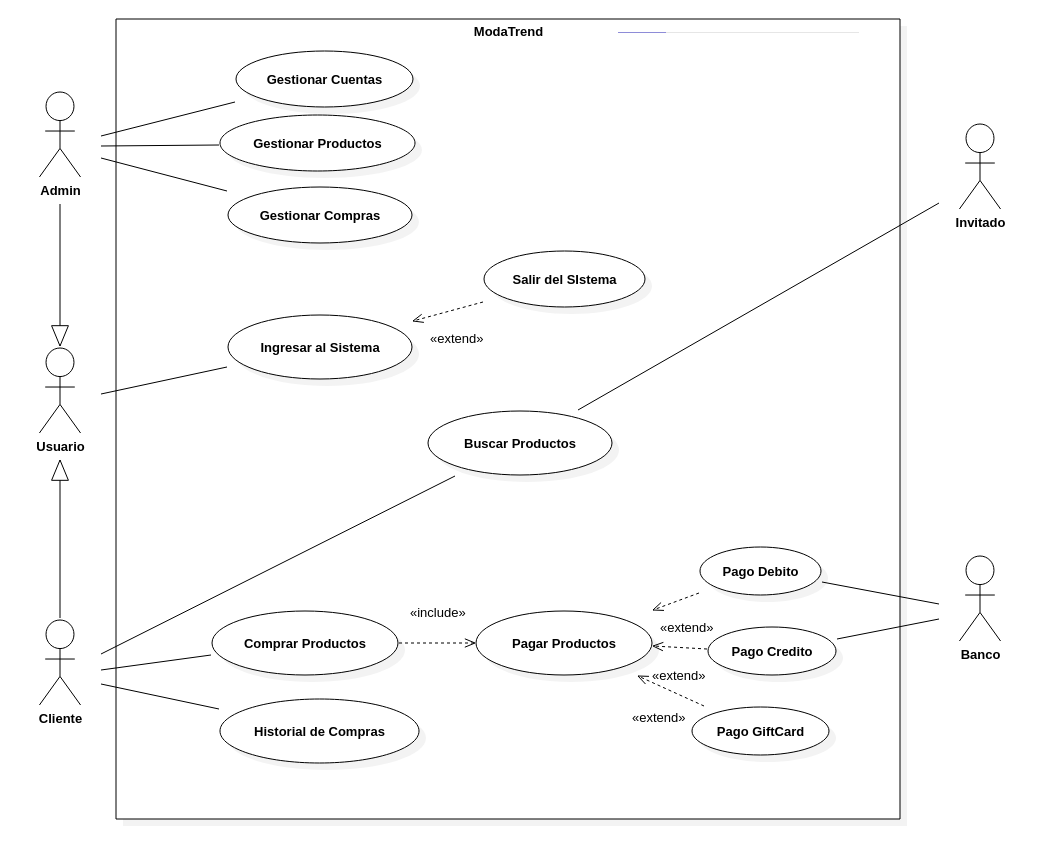 ModaTrend
Gestionar Cuentas
Gestionar Productos
Admin
Gestionar Compras
Invitado
Salir del SIstema
Ingresar al Sistema
«extend»
Usuario
Buscar Productos
Pago Debito
«include»
«extend»
Comprar Productos
Pagar Productos
Pago Credito
Banco
«extend»
Cliente
«extend»
Historial de Compras
Pago GiftCard